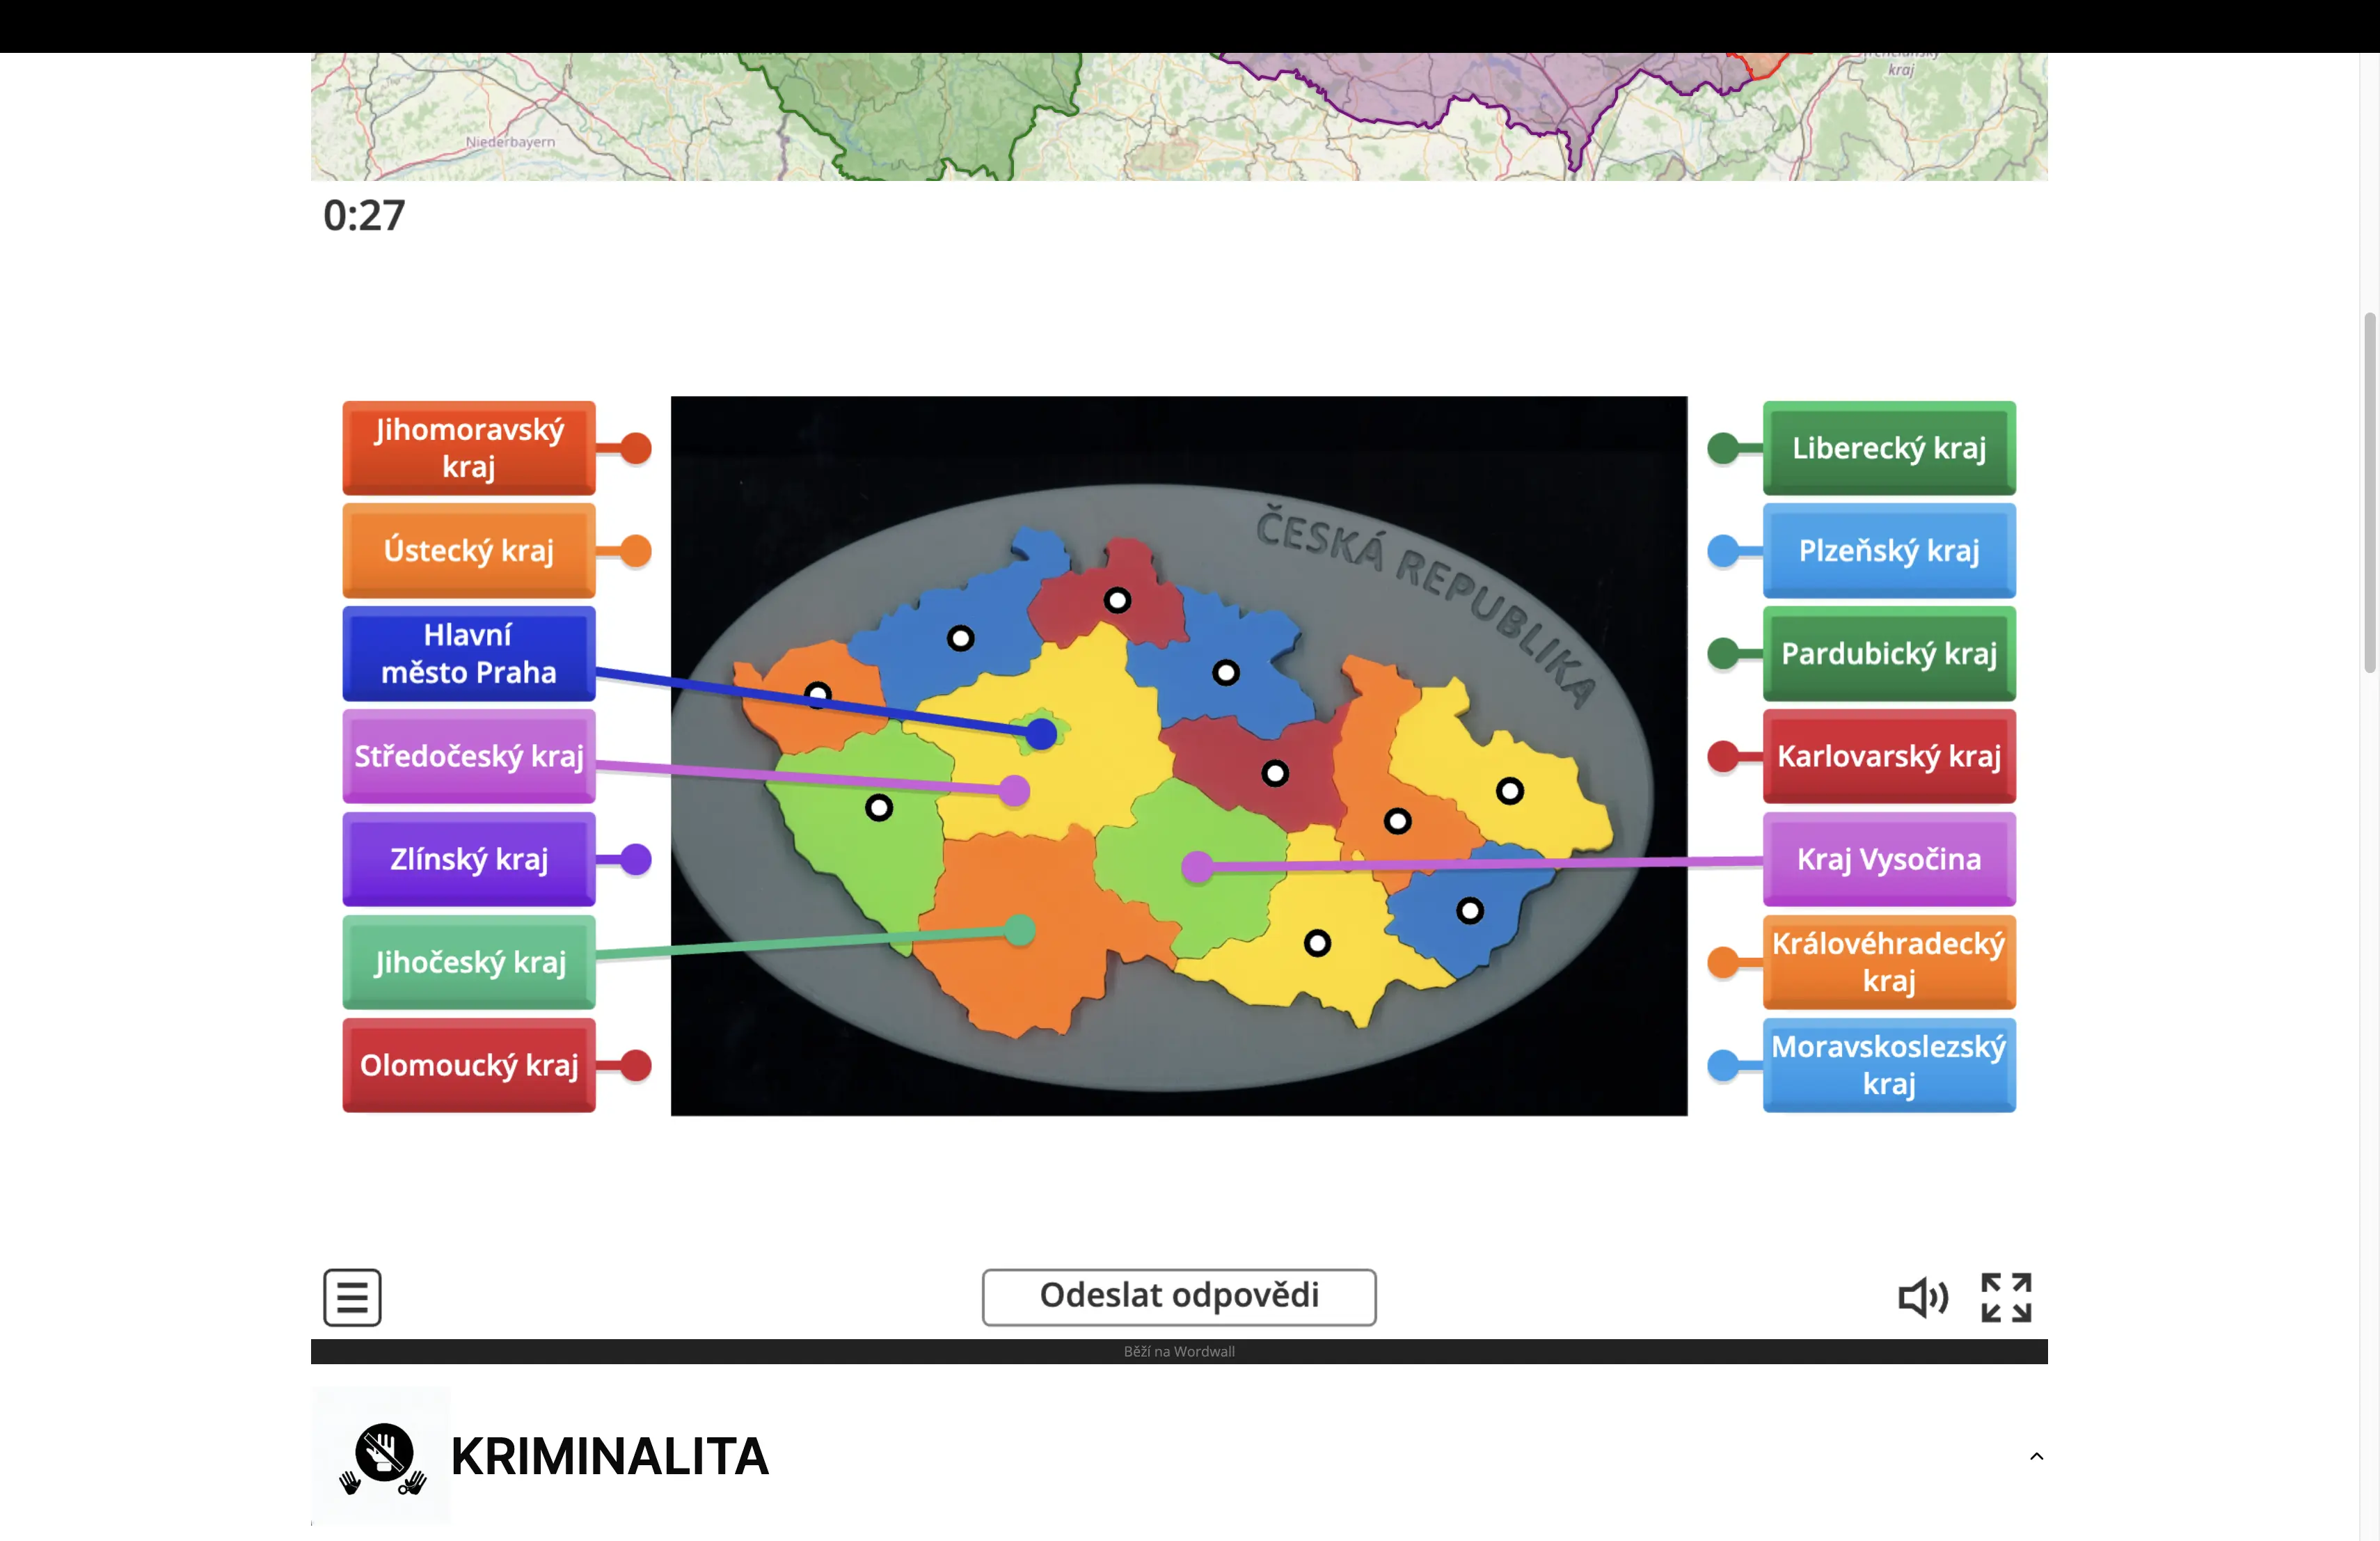 kraj
Niederbayern
0:27
Jihomoravský
kraj
Ústecký kraj
Hlavní
město Praha
Středočeský kraj
Zlínský kraj
Jihočeský kraj
Olomoucký kraj
ČESKÁ REPUBLIKA
Liberecký kraj
Plzeňský kraj
Pardubický kraj
Karlovarský kraj
Kraj Vysočina
Královéhradecký
kraj
Moravskoslezský
kraj
Odeslat odpovědi
Běží na Wordwall
KRIMINALITA